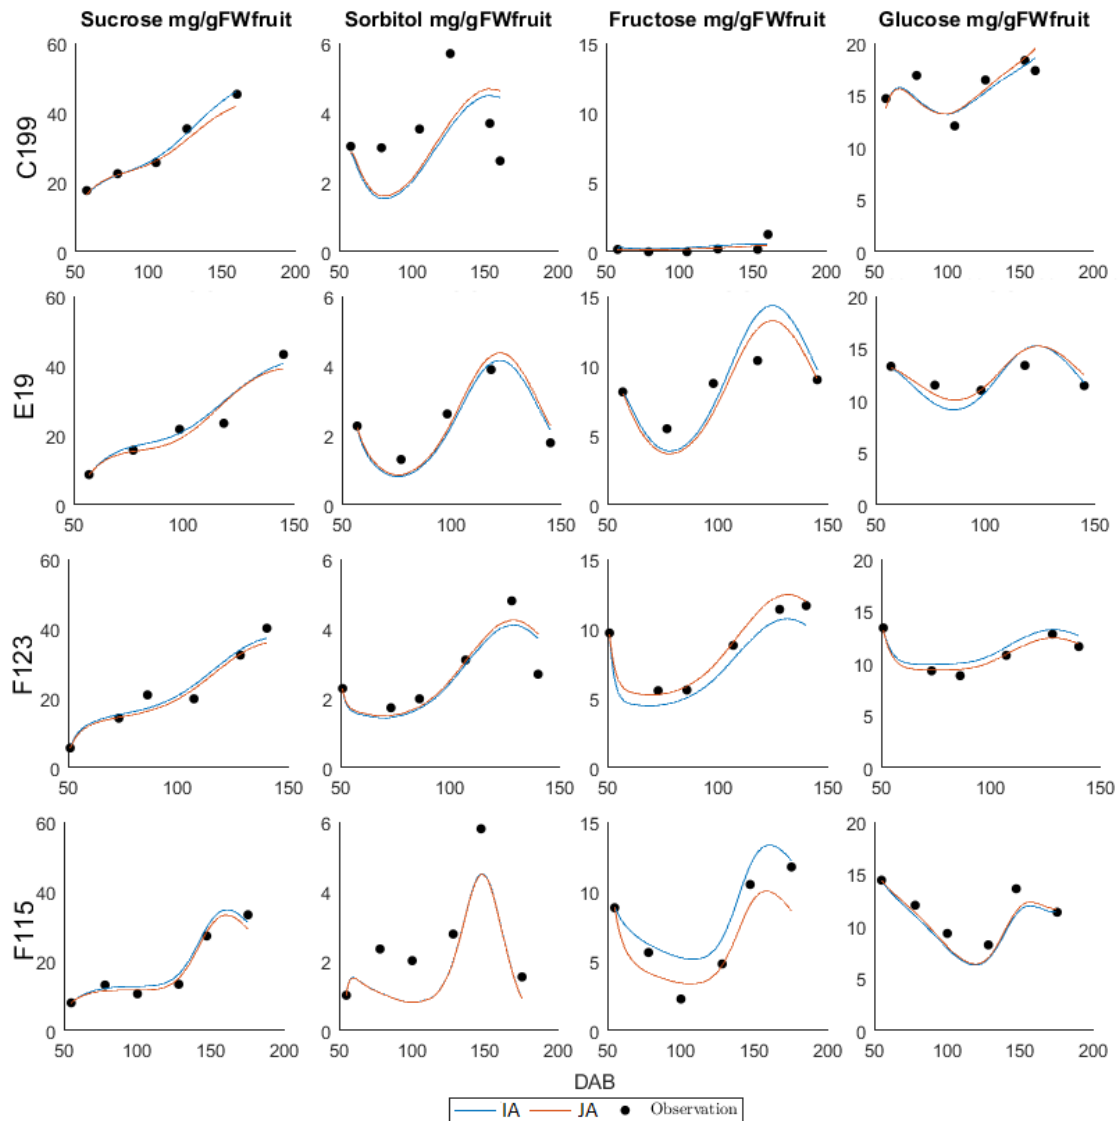 Sucrose mg/gFWfruit Sorbitol mg/gFWfruit Fructose mg/gFWfruit Glucose mg/gFWfruit
C199
60 40 20 0
50 100 150 200
6 4 2 0
50 100 150 200
15 10 5 0
50 100 150 200
20 15 10 5 0
50 100 150 200
E19
60 40 20 0
50 100 150
6 4 2 0
50 100 150
15 10 5 0
50 100 150
20 15 10 5 0
50 100 150
F123
60 40 20 0
50 100 150
6 4 2 0
50 100 150
15 10 5 0
50 100 150
20 15 10 5 0
50 100 150
F115
60 40 20 0
50 100 150 200
6 4 2 0
50 100 150 200
15 10 5 0
50 100 150 200
20 15 10 5 0
50 100 150 200
DAB
IA JA Observation